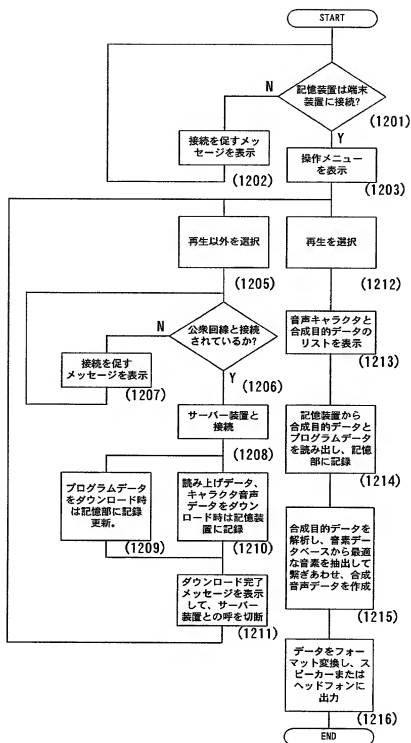 START
記憶装置は端末
装置に接続?
N
(1201)
Y
接続を促すメッ
セージを表示
(1202)
操作メニュー
を表示
(1203)
再生以外を選択
(1205)
再生を選択
(1212)
公衆回線と接続
されているか?
N
(1206)
Y
接続を促す
メッセージを表示
(1207)
音声キャラクタと
合成目的データの
リストを表示
(1213)
サーバー装置と
接続
(1208)
記憶装置から
合成目的データと
プログラムデータ
を読み出し、記憶
部に記録
(1214)
プログラムデータ
をダウンロード時
は記憶部に記録
更新。
(1209)
読み上げデータ、
キャラクタ音声
データをダウン
ロード時は記憶装
置に記録
(1210)
合成目的データを
解析し、音素デー
タベースから最適
な音素を抽出して
繋ぎあわせ、合成
音声データを作成
(1215)
ダウンロード完了
メッセージを表示
して、サーバー
装置との呼を切断
(1211)
データをフォー
マット変換し、ス
ピーカーまたは
ヘッドフォンに
出力
(1216)
END